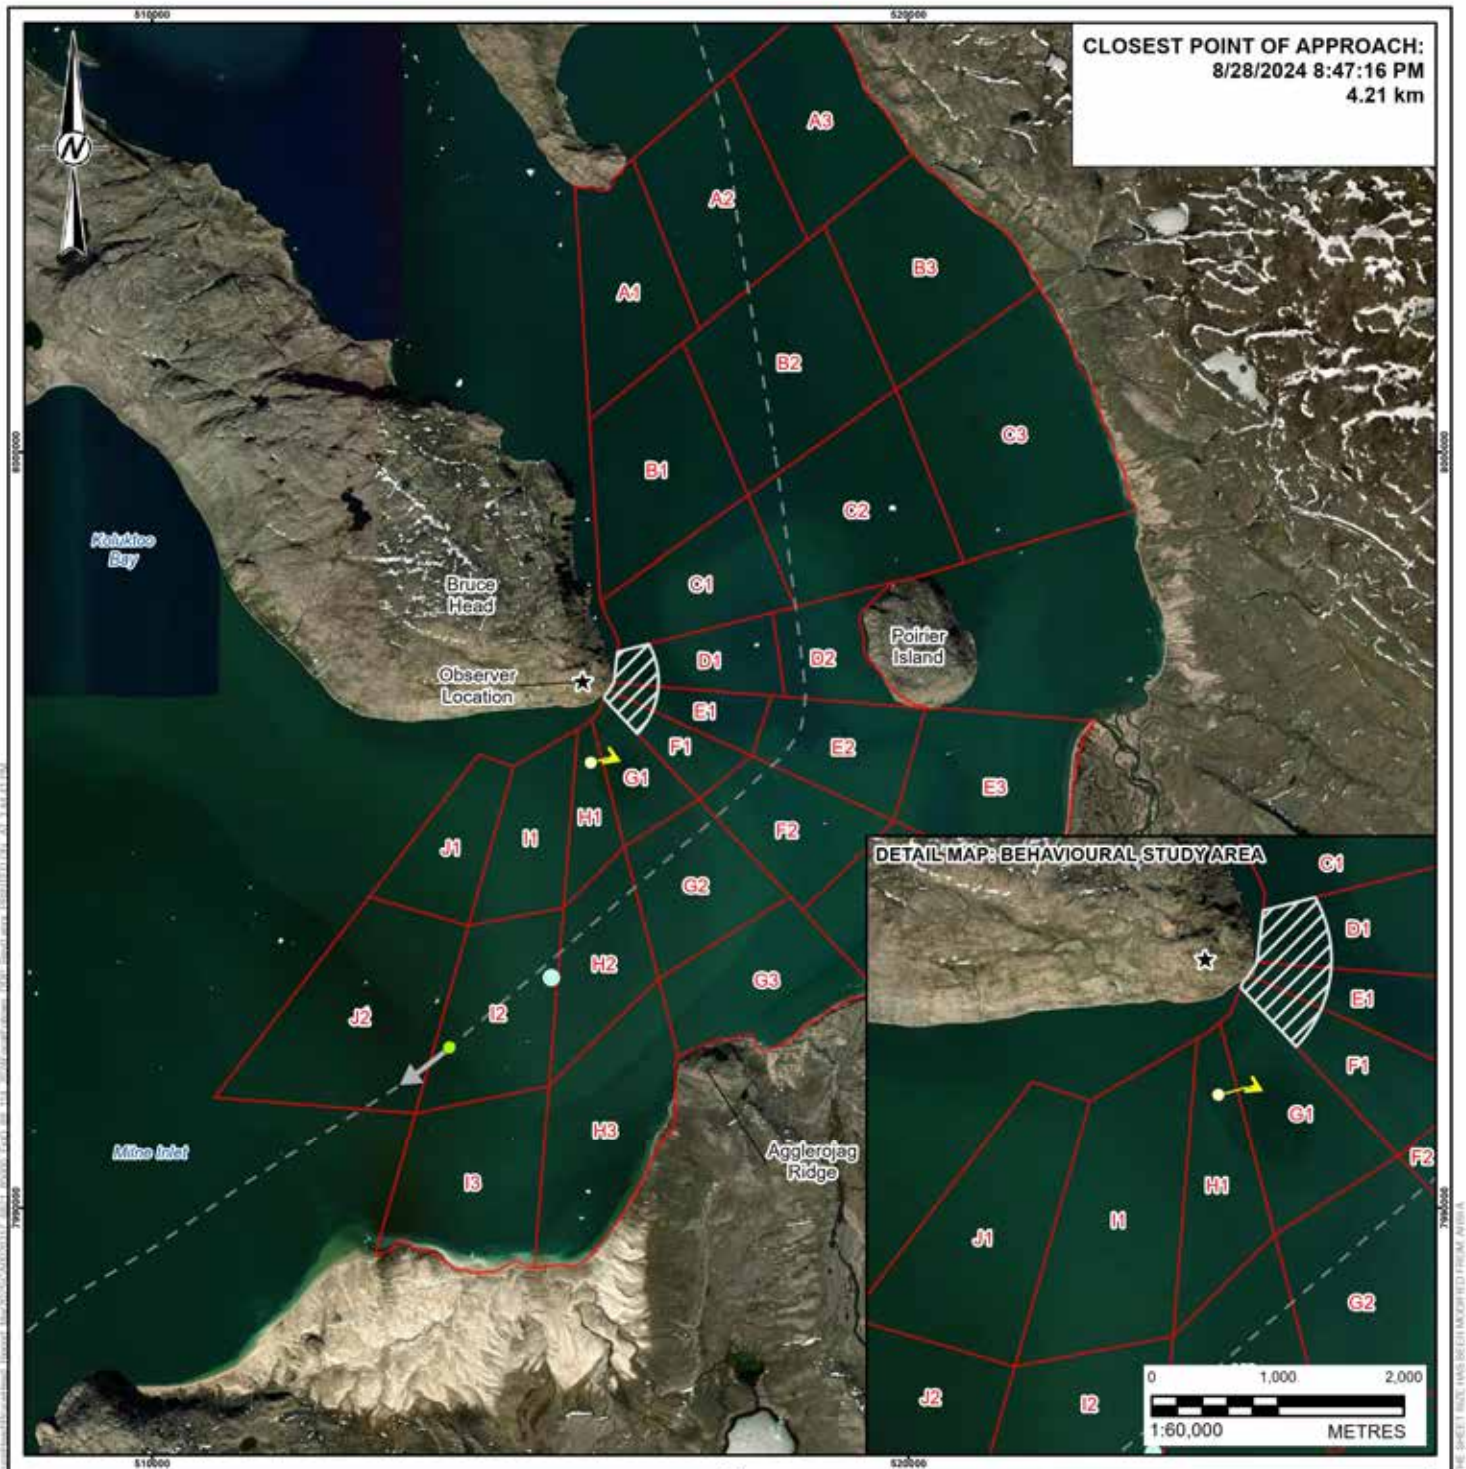 510000
520000
CLOSEST POINT OF APPROACH:
8/28/2024 8:47:16 PM
4.21 km
N
A3
A2
B3
A1
B2
8000000
8000000
C3
B1
C2
Koluktoo
Bay
Bruce
Head
C1
Poirier
Island
D1
D2
Observer
Location
E1
F1
E2
G1
E3
H1
F2
I1
J1
G2
H2
G3
I2
J2
H3
Milne Inlet
Agglerojaq
Ridge
I3
7990000
7990000
DETAIL MAP: BEHAVIOURAL STUDY AREA
C1
D1
E1
F1
G1
F2
H1
I1
J1
G2
J2
I2
0 1,000 2,000
1:60,000 METRES
510000
520000